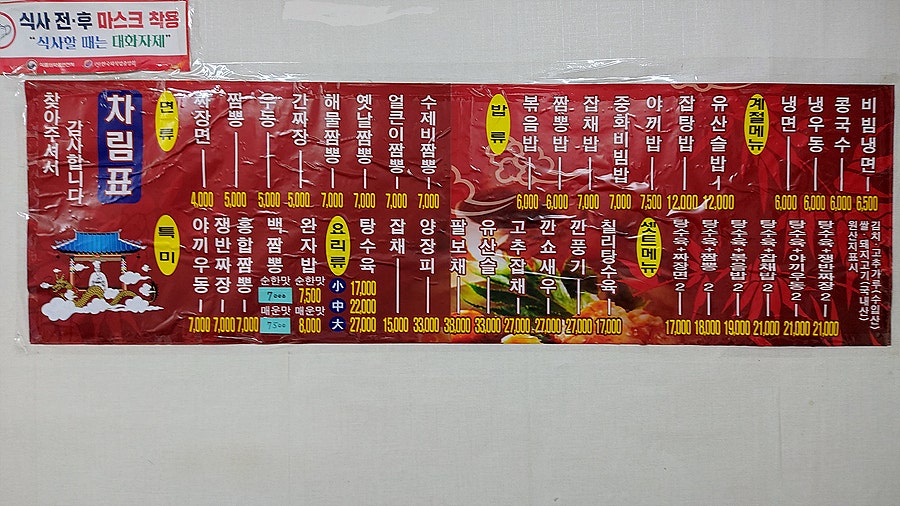 식사 전·후 마스크 착용
"식사할 때는 대화자제"
차림표
찾아주셔서
감사합니다
면류
짜장면 4,000
짬뽕 5,000
우동 5,000
간짜장 5,000
해물짬뽕 7,000
옛날짬뽕 7,000
얼큰이짬뽕 7,000
수제비짬뽕 7,000
밥류
볶음밥 6,000
짬뽕밥 6,000
잡채밥 7,000
중화비빔밥 7,000
야끼밥 7,500
잡탕밥 12,000
유산슬밥 12,000
계절메뉴
냉면 6,000
냉우동 6,000
콩국수 6,000
비빔냉면 6,500
특미
야끼우동 7,000
쟁반짜장 7,000
홍합짬뽕 7,000
백짬뽕 순한맛 7000 매운맛 7500
완자밥 순한맛 7,500 매운맛 8,000
요리류
탕수육 小 17,000 中 22,000 大 27,000
잡채 15,000
양장피 33,000
팔보채 38,000
유산슬 33,000
고추잡채 27,000
깐쇼새우 27,000
깐풍기 27,000
칠리탕수육 17,000
셋트메뉴
탕수육+짜장면2 17,000
탕수육+짬뽕2 18,000
탕수육+볶음밥2 19,000
탕수육+잡채밥2 21,000
탕수육+야끼우동2 21,000
탕수육+쟁반짜장2 21,000
원산지표시
쌀·돼지고기(국내산)
김치·고추가루(수입산)